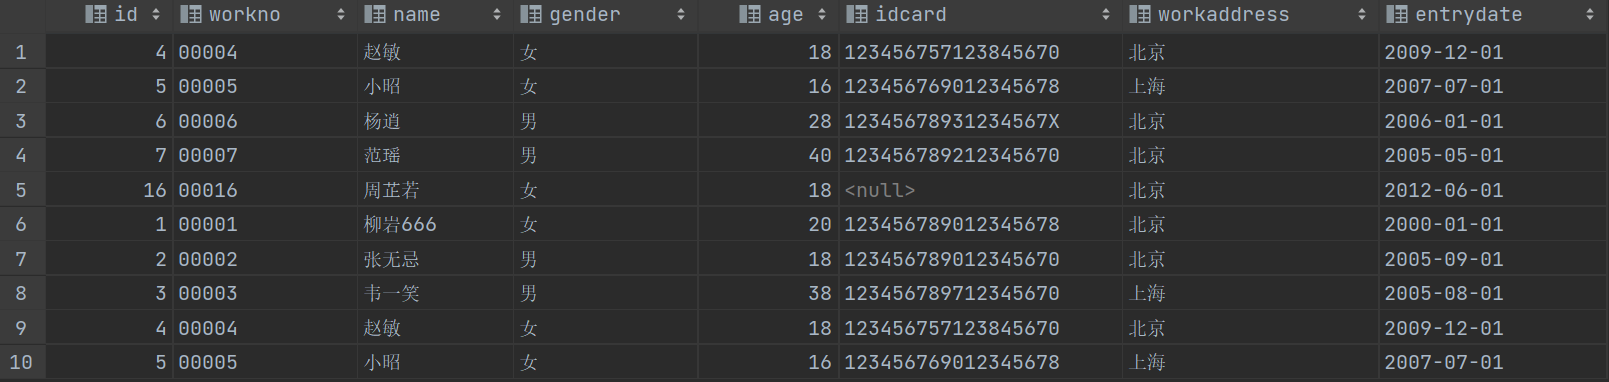 id workno name gender age idcard workaddress entrydate
1 4 00004 赵敏 女 18 123456757123845670 北京 2009-12-01
2 5 00005 小昭 女 16 123456769012345678 上海 2007-07-01
3 6 00006 杨逍 男 28 12345678931234567X 北京 2006-01-01
4 7 00007 范瑶 男 40 123456789212345670 北京 2005-05-01
5 16 00016 周芷若 女 18 <null> 北京 2012-06-01
6 1 00001 柳岩666 女 20 123456789012345678 北京 2000-01-01
7 2 00002 张无忌 男 18 123456789012345670 北京 2005-09-01
8 3 00003 韦一笑 男 38 123456789712345670 上海 2005-08-01
9 4 00004 赵敏 女 18 123456757123845670 北京 2009-12-01
10 5 00005 小昭 女 16 123456769012345678 上海 2007-07-01